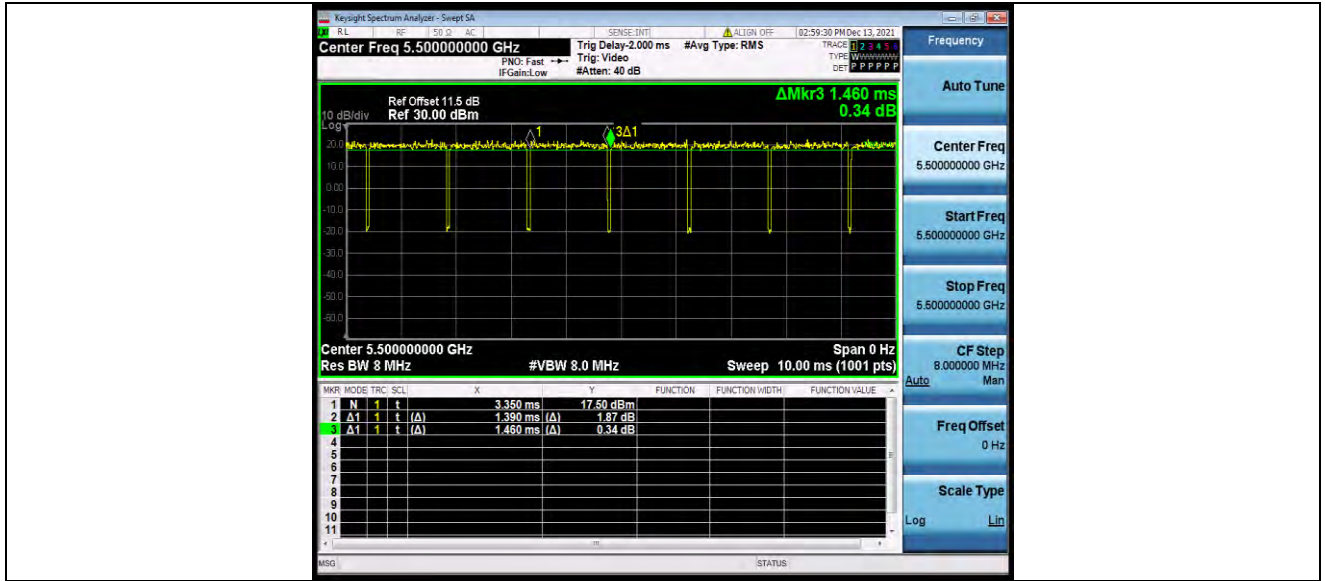 Keysight Spectrum Analyzer - Swept SA
RL RF 50 Ω AC SENSE:INT ALIGN OFF 02:59:30 PM Dec 13, 2021
Center Freq 5.500000000 GHz Trig Delay-2.000 ms #Avg Type: RMS TRACE 1 2 3 4 5 6
PNO: Fast Trig: Video TYPE WWWWWW
IFGain:Low #Atten: 40 dB DET P P P P P P
Frequency
ΔMkr3 1.460 ms
0.34 dB
Ref Offset 11.5 dB
10 dB/div Ref 30.00 dBm
Log
1
3Δ1
20.0
10.0
0.00
-10.0
-20.0
-30.0
-40.0
-50.0
-60.0
Center 5.500000000 GHz Span 0 Hz
Res BW 8 MHz #VBW 8.0 MHz Sweep 10.00 ms (1001 pts)
MKR MODE TRC SCL X Y FUNCTION FUNCTION WIDTH FUNCTION VALUE
1 N 1 t 3.350 ms 17.50 dBm
2 Δ1 1 t (Δ) 1.390 ms (Δ) 1.87 dB
3 Δ1 1 t (Δ) 1.460 ms (Δ) 0.34 dB
4
5
6
7
8
9
10
11
MSG STATUS
Auto Tune
Center Freq
5.500000000 GHz
Start Freq
5.500000000 GHz
Stop Freq
5.500000000 GHz
CF Step
8.000000 MHz
Auto Man
Freq Offset
0 Hz
Scale Type
Log Lin